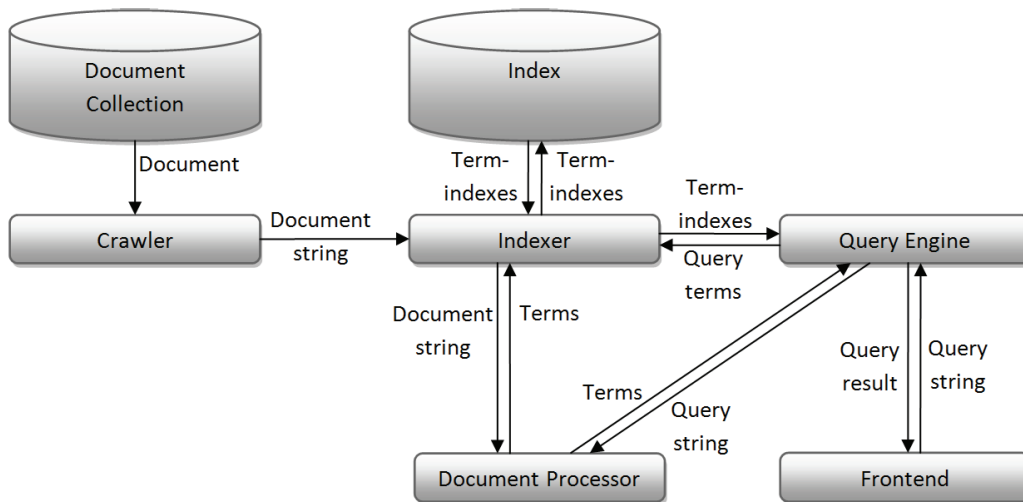 Document
Collection
Index
Document
Term-
indexes
Term-
indexes
Term-
indexes
Crawler
Document
string
Indexer
Query Engine
Query
terms
Document
string
Terms
Terms
Query
string
Query
result
Query
string
Document Processor
Frontend